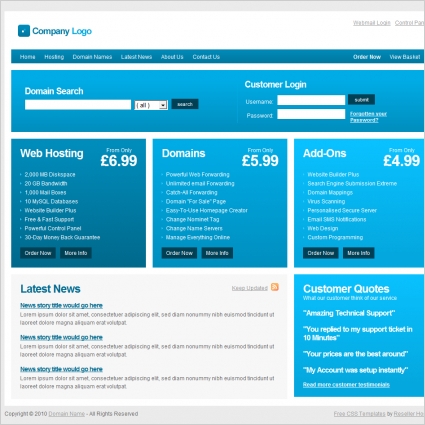 Company Logo
Webmail Login Control Pan
Home Hosting Domain Names Latest News About Us Contact Us Order Now View Basket
Domain Search
( all )
search
Customer Login
Username:
submit
Password:
Forgotten your
Password?
Web Hosting
From Only
£6.99
2,000 MB Diskspace
20 GB Bandwidth
1,000 Mail Boxes
10 MySQL Databases
Website Builder Plus
Free & Fast Support
Powerful Control Panel
30-Day Money Back Guarantee
Order Now More Info
Domains
From Only
£5.99
Powerful Web Forwarding
Unlimited email Forwarding
Catch-All Forwarding
Domain "For Sale" Page
Easy-To-Use Homepage Creator
Change Nominet Tag
Change Name Servers
Manage Everything Online
Order Now More Info
Add-Ons
From Only
£4.99
Website Builder Plus
Search Engine Submission Extreme
Domain Mappings
Virus Scanning
Personalised Secure Server
Email SMS Notifications
Web Design
Custom Programming
Order Now More Info
Latest News
News Updated
News story title would go here
Lorem ipsum dolor sit amet, consectetuer adipiscing elit, sed diam nonummy nibh euismod tincidunt ut
laoreet dolore magna aliquam erat volutpat.
News story title would go here
Lorem ipsum dolor sit amet, consectetuer adipiscing elit, sed diam nonummy nibh euismod tincidunt ut
laoreet dolore magna aliquam erat volutpat.
News story title would go here
Lorem ipsum dolor sit amet, consectetuer adipiscing elit, sed diam nonummy nibh euismod tincidunt ut
laoreet dolore magna aliquam erat volutpat.
Customer Quotes
What our customer think of our service
"Amazing Technical Support"
"You replied to my support ticket in
10 Minutes"
"Your prices are the best around"
"My Account was setup instantly"
Read more customer testimonials
Copyright © 2010 Domain Name - All Rights Reserved
Free CSS Templates by Reseller Ho